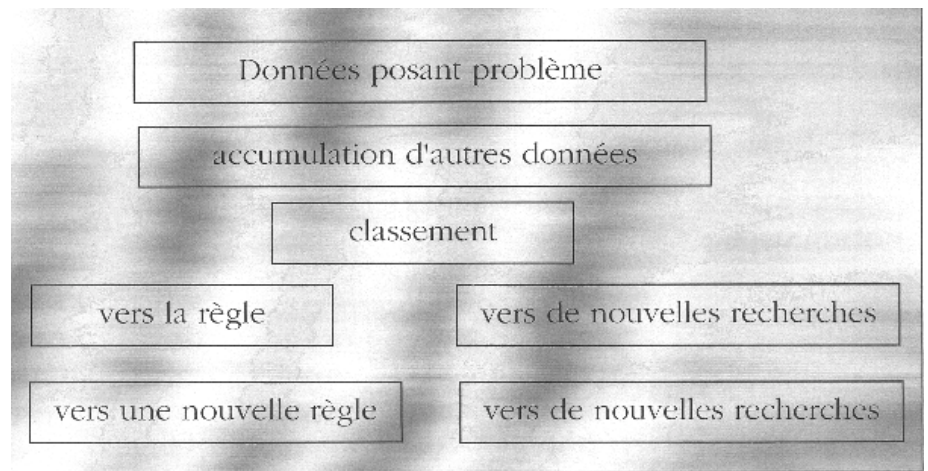 Données posant problème
accumulation d'autres données
classement
vers la règle
vers de nouvelles recherches
vers une nouvelle règle
vers de nouvelles recherches